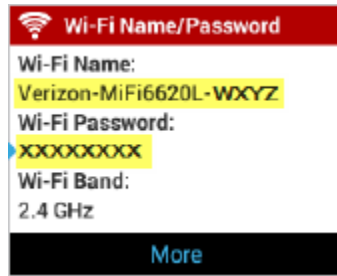 Wi-Fi Name/Password
Wi-Fi Name:
Verizon-MiFi6620L-WXYZ
Wi-Fi Password:
XXXXXXXX
Wi-Fi Band:
2.4 GHz
More